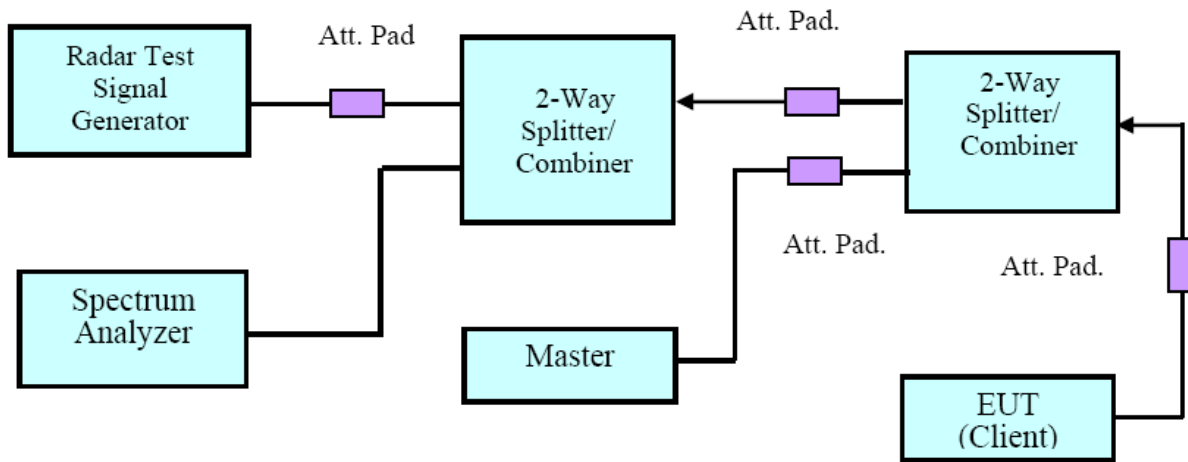 Att. Pad
Att. Pad.
Radar Test
Signal
Generator
2-Way
Splitter/
Combiner
2-Way
Splitter/
Combiner
Att. Pad.
Att. Pad.
Spectrum
Analyzer
Master
EUT
(Client)